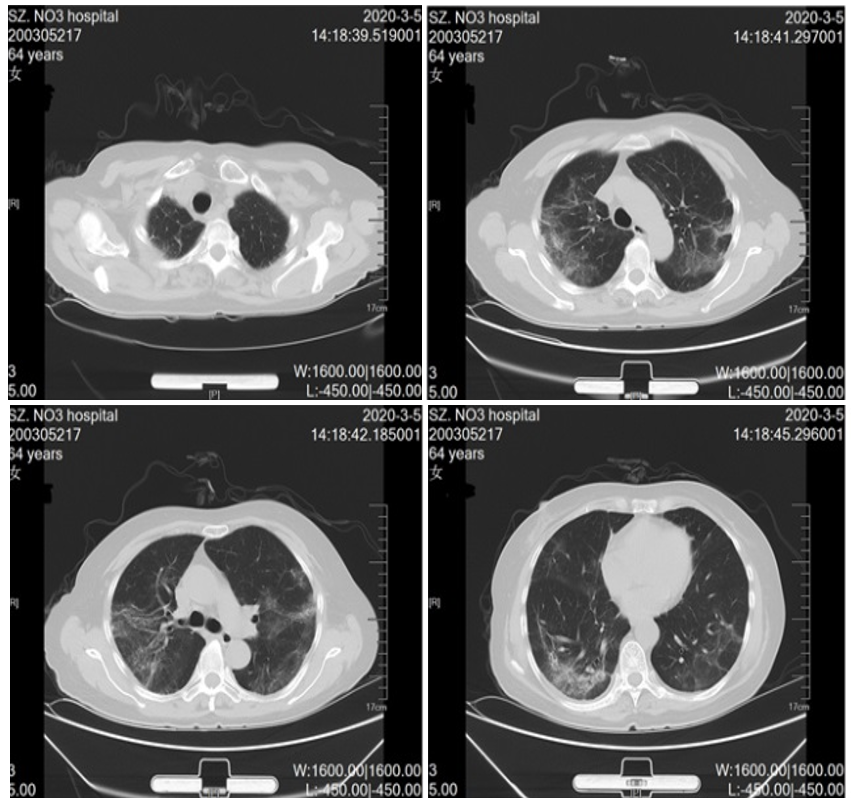 SZ. NO3 hospital
2020-3-5
200305217
14:18:39.519001
64 years
女
[R]
17cm
3
W:1600.00|1600.00
5.00
[P]
L:-450.00|-450.00
SZ. NO3 hospital
2020-3-5
200305217
14:18:41.297001
64 years
女
[R]
17cm
3
W:1600.00|1600.00
5.00
[P]
L:-450.00|-450.00
SZ. NO3 hospital
2020-3-5
200305217
14:18:42.185001
64 years
女
[R]
17cm
3
W:1600.00|1600.00
5.00
[P]
L:-450.00|-450.00
SZ. NO3 hospital
2020-3-5
200305217
14:18:45.296001
64 years
女
[R]
17cm
3
W:1600.00|1600.00
5.00
[P]
L:-450.00|-450.00